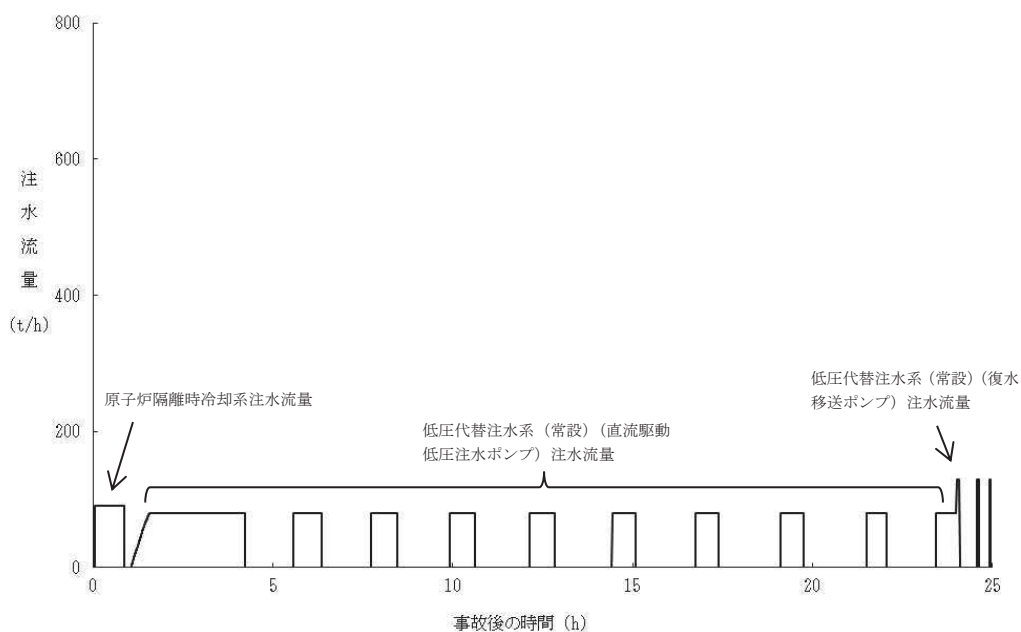 800
600
400
200
0
注
水
流
量
(t/h)
原子炉隔離時冷却系注水流量
低圧代替注水系（常設）（直流駆動
低圧注水ポンプ）注水流量
低圧代替注水系（常設）（復水
移送ポンプ）注水流量
0 5 10 15 20 25
事故後の時間（h）